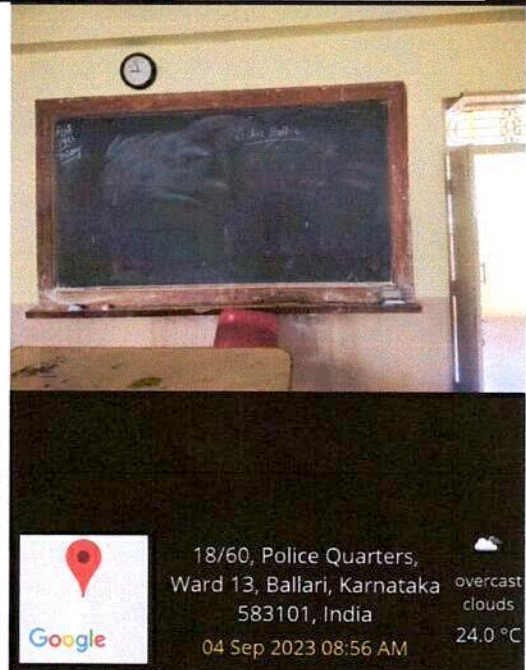 Google
18/60, Police Quarters,
Ward 13, Ballari, Karnataka
583101, India
04 Sep 2023 08:56 AM
overcast
clouds
24.0 °C